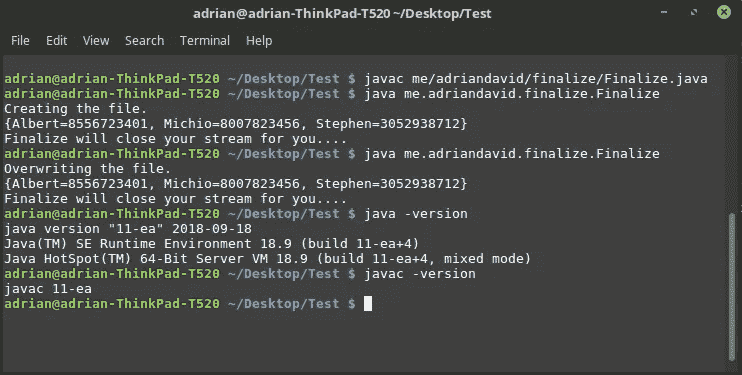 adrian@adrian-ThinkPad-T520 ~/Desktop/Test
File Edit View Search Terminal Help
adrian@adrian-ThinkPad-T520 ~/Desktop/Test $ javac me/adriandavid/finalize/Finalize.java
adrian@adrian-ThinkPad-T520 ~/Desktop/Test $ java me.adriandavid.finalize.Finalize
Creating the file.
{Albert=8556723401, Michio=8007823456, Stephen=3052938712}
Finalize will close your stream for you....
adrian@adrian-ThinkPad-T520 ~/Desktop/Test $ java me.adriandavid.finalize.Finalize
Overwriting the file.
{Albert=8556723401, Michio=8007823456, Stephen=3052938712}
Finalize will close your stream for you....
adrian@adrian-ThinkPad-T520 ~/Desktop/Test $ java -version
java version "11-ea" 2018-09-18
Java(TM) SE Runtime Environment 18.9 (build 11-ea+4)
Java HotSpot(TM) 64-Bit Server VM 18.9 (build 11-ea+4, mixed mode)
adrian@adrian-ThinkPad-T520 ~/Desktop/Test $ javac -version
javac 11-ea
adrian@adrian-ThinkPad-T520 ~/Desktop/Test $